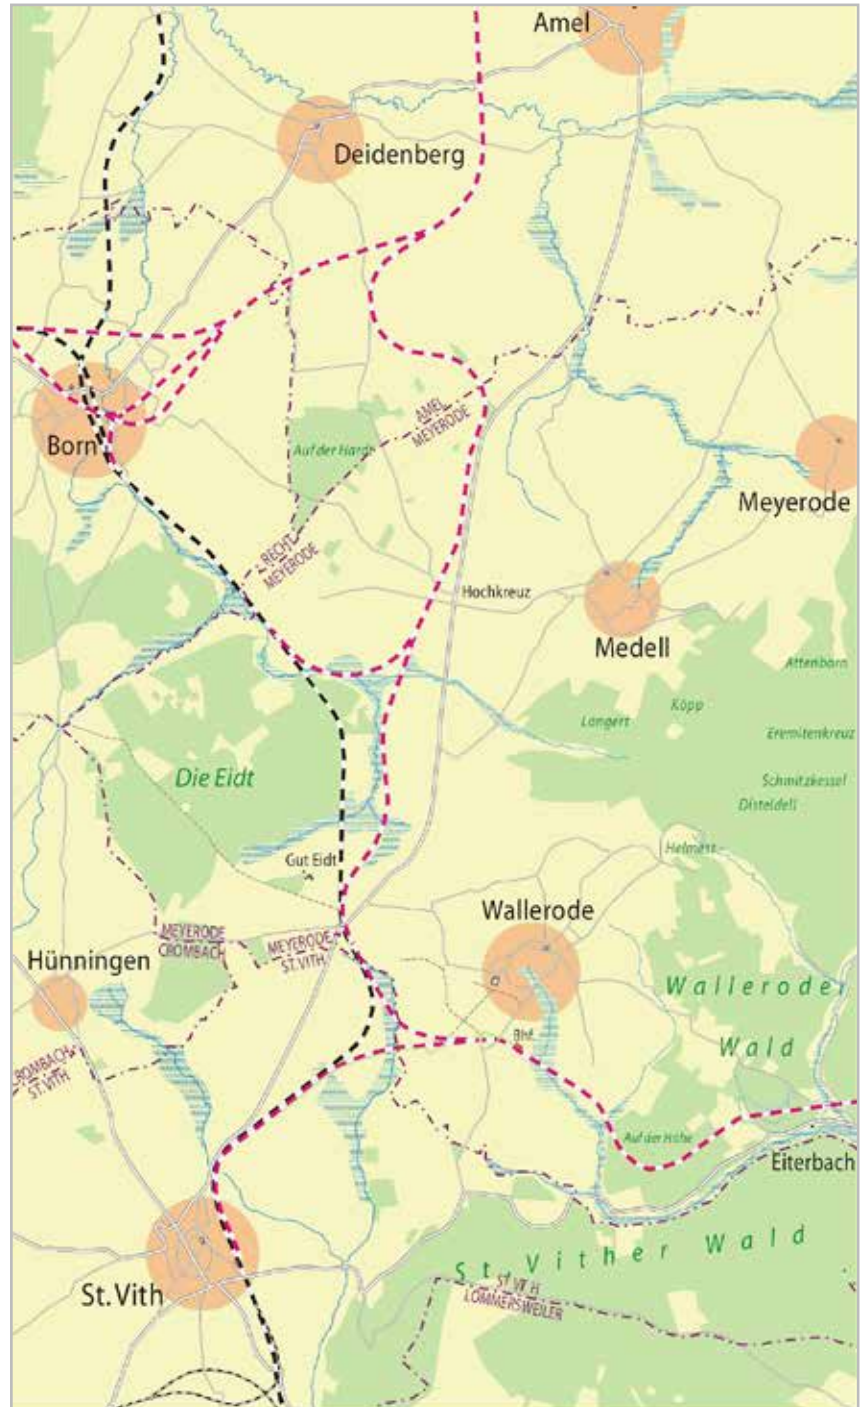 Amel
Deidenberg
Born
Auf der Hardt
AMEL
MEYERODE
Meyerode
RECHT
MEYERODE
Hochkreuz
Medell
Attenborn
Köpp
Langert
Eremitenkreuz
Die Eidt
Schmitzkessel
Disteldell
Helmest
Gut Eidt
Wallerode
MEYERODE
CROMBACH
MEYERODE
ST.VITH
Hünningen
Walleroder
Wald
Bhf.
CROMBACH
ST.VITH
Auf der Höhe
Eiterbach
St. Vither Wald
St. Vith
ST.VITH
LOMMERSWEILER